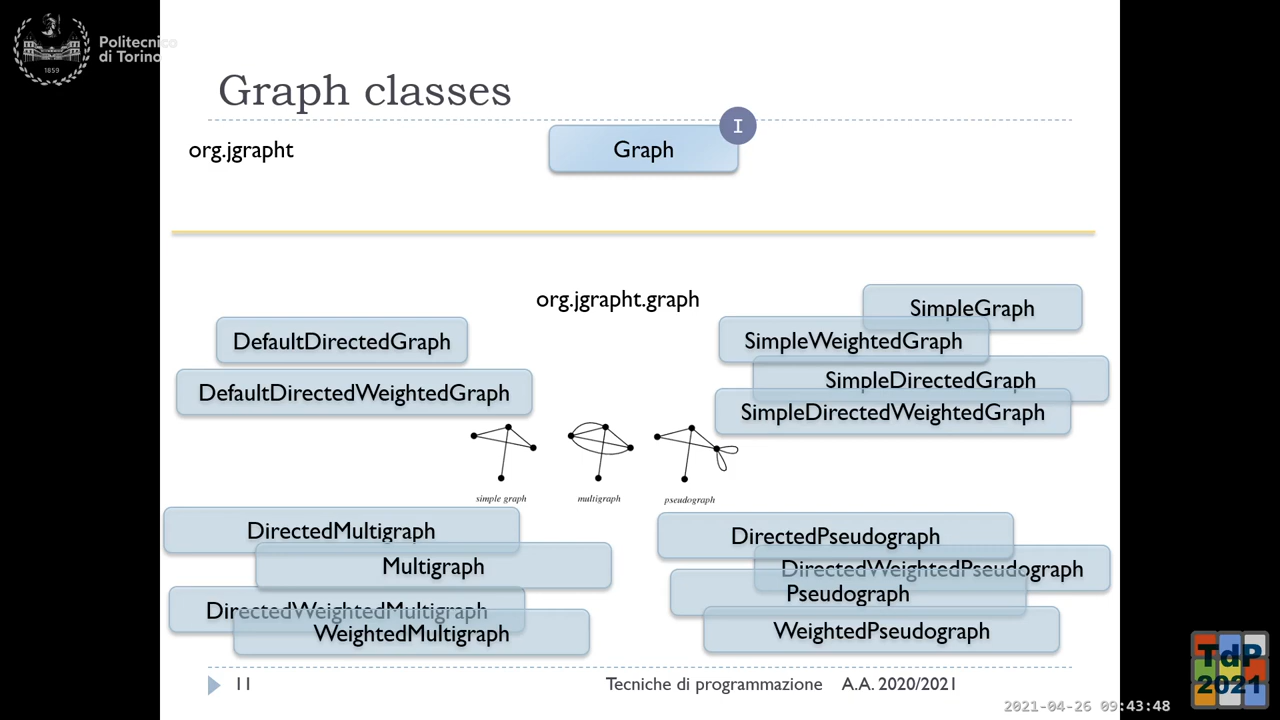 Politecnico
di Torino
1859
Graph classes
I
org.jgrapht
Graph
org.jgrapht.graph
SimpleGraph
DefaultDirectedGraph
SimpleWeightedGraph
SimpleDirectedGraph
DefaultDirectedWeightedGraph
SimpleDirectedWeightedGraph
simple graph
multigraph
pseudograph
DirectedMultigraph
DirectedPseudograph
Multigraph
DirectedWeightedPseudograph
Pseudograph
DirectedWeightedMultigraph
WeightedMultigraph
WeightedPseudograph
TdP
2021
11
Tecniche di programmazione A.A. 2020/2021
2021-04-26 09:43:48